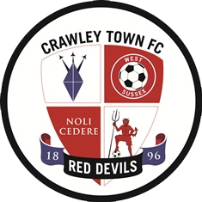 CRAWLEY TOWN FC
WEST
SUSSEX
NOLI
CEDERE
18 96
RED DEVILS